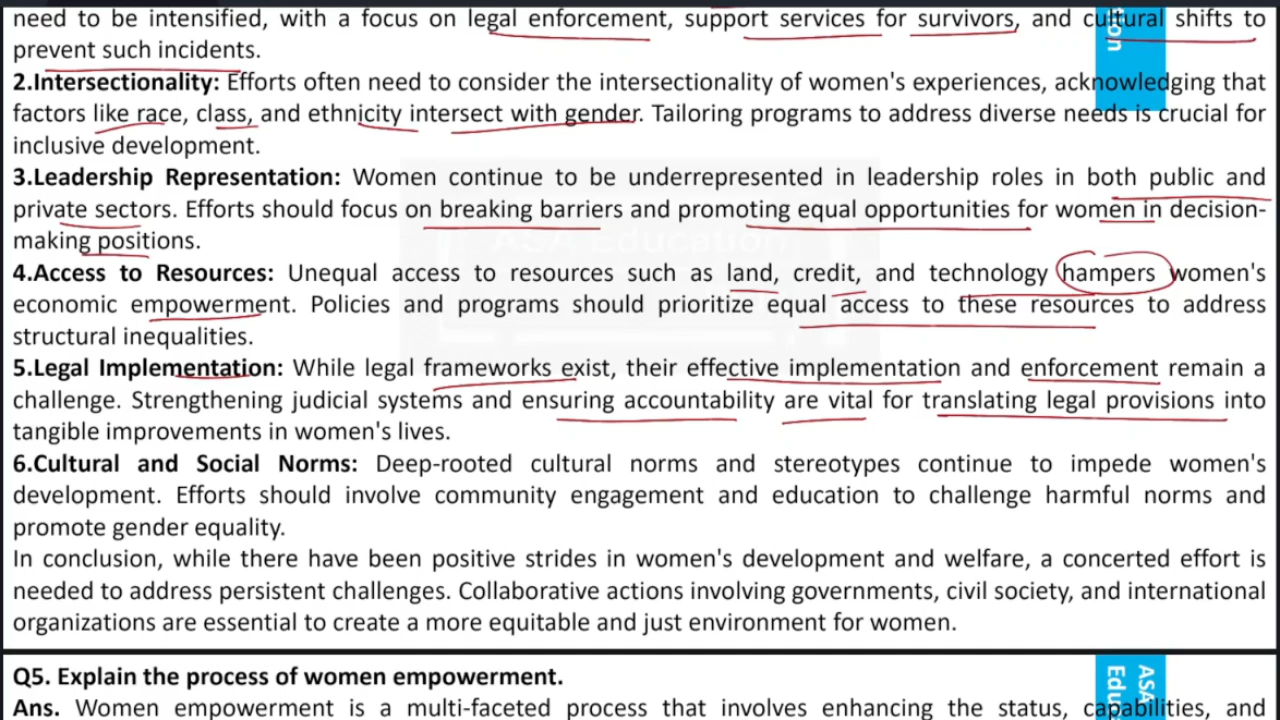 need to be intensified, with a focus on legal enforcement, support services for survivors, and cultural shifts to
prevent such incidents.
2.Intersectionality: Efforts often need to consider the intersectionality of women's experiences, acknowledging that
factors like race, class, and ethnicity intersect with gender. Tailoring programs to address diverse needs is crucial for
inclusive development.
3.Leadership Representation: Women continue to be underrepresented in leadership roles in both public and
private sectors. Efforts should focus on breaking barriers and promoting equal opportunities for women in decision-
making positions.
4.Access to Resources: Unequal access to resources such as land, credit, and technology hampers women's
economic empowerment. Policies and programs should prioritize equal access to these resources to address
structural inequalities.
5.Legal Implementation: While legal frameworks exist, their effective implementation and enforcement remain a
challenge. Strengthening judicial systems and ensuring accountability are vital for translating legal provisions into
tangible improvements in women's lives.
6.Cultural and Social Norms: Deep-rooted cultural norms and stereotypes continue to impede women's
development. Efforts should involve community engagement and education to challenge harmful norms and
promote gender equality.
In conclusion, while there have been positive strides in women's development and welfare, a concerted effort is
needed to address persistent challenges. Collaborative actions involving governments, civil society, and international
organizations are essential to create a more equitable and just environment for women.
Q5. Explain the process of women empowerment.
Ans. Women empowerment is a multi-faceted process that involves enhancing the status, capabilities, and
ASA Education